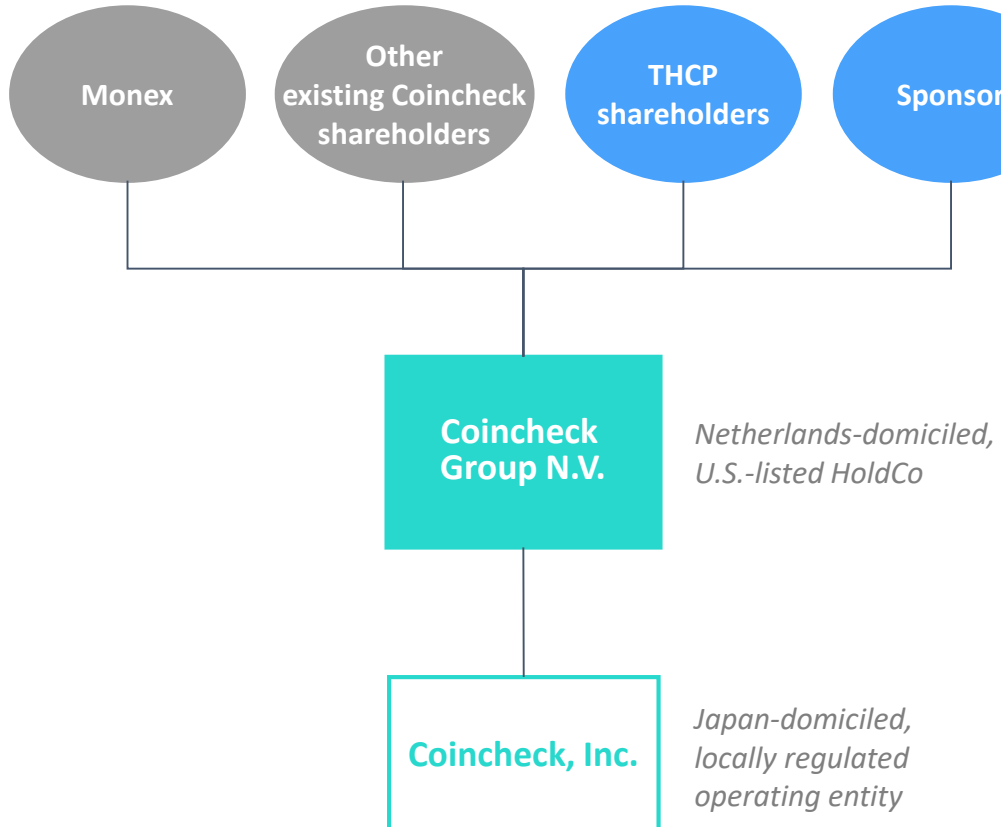 Monex
Other
existing Coincheck
shareholders
THCP
shareholders
Sponsor
Coincheck
Group N.V.
Netherlands-domiciled,
U.S.-listed HoldCo
Coincheck, Inc.
Japan-domiciled,
locally regulated
operating entity